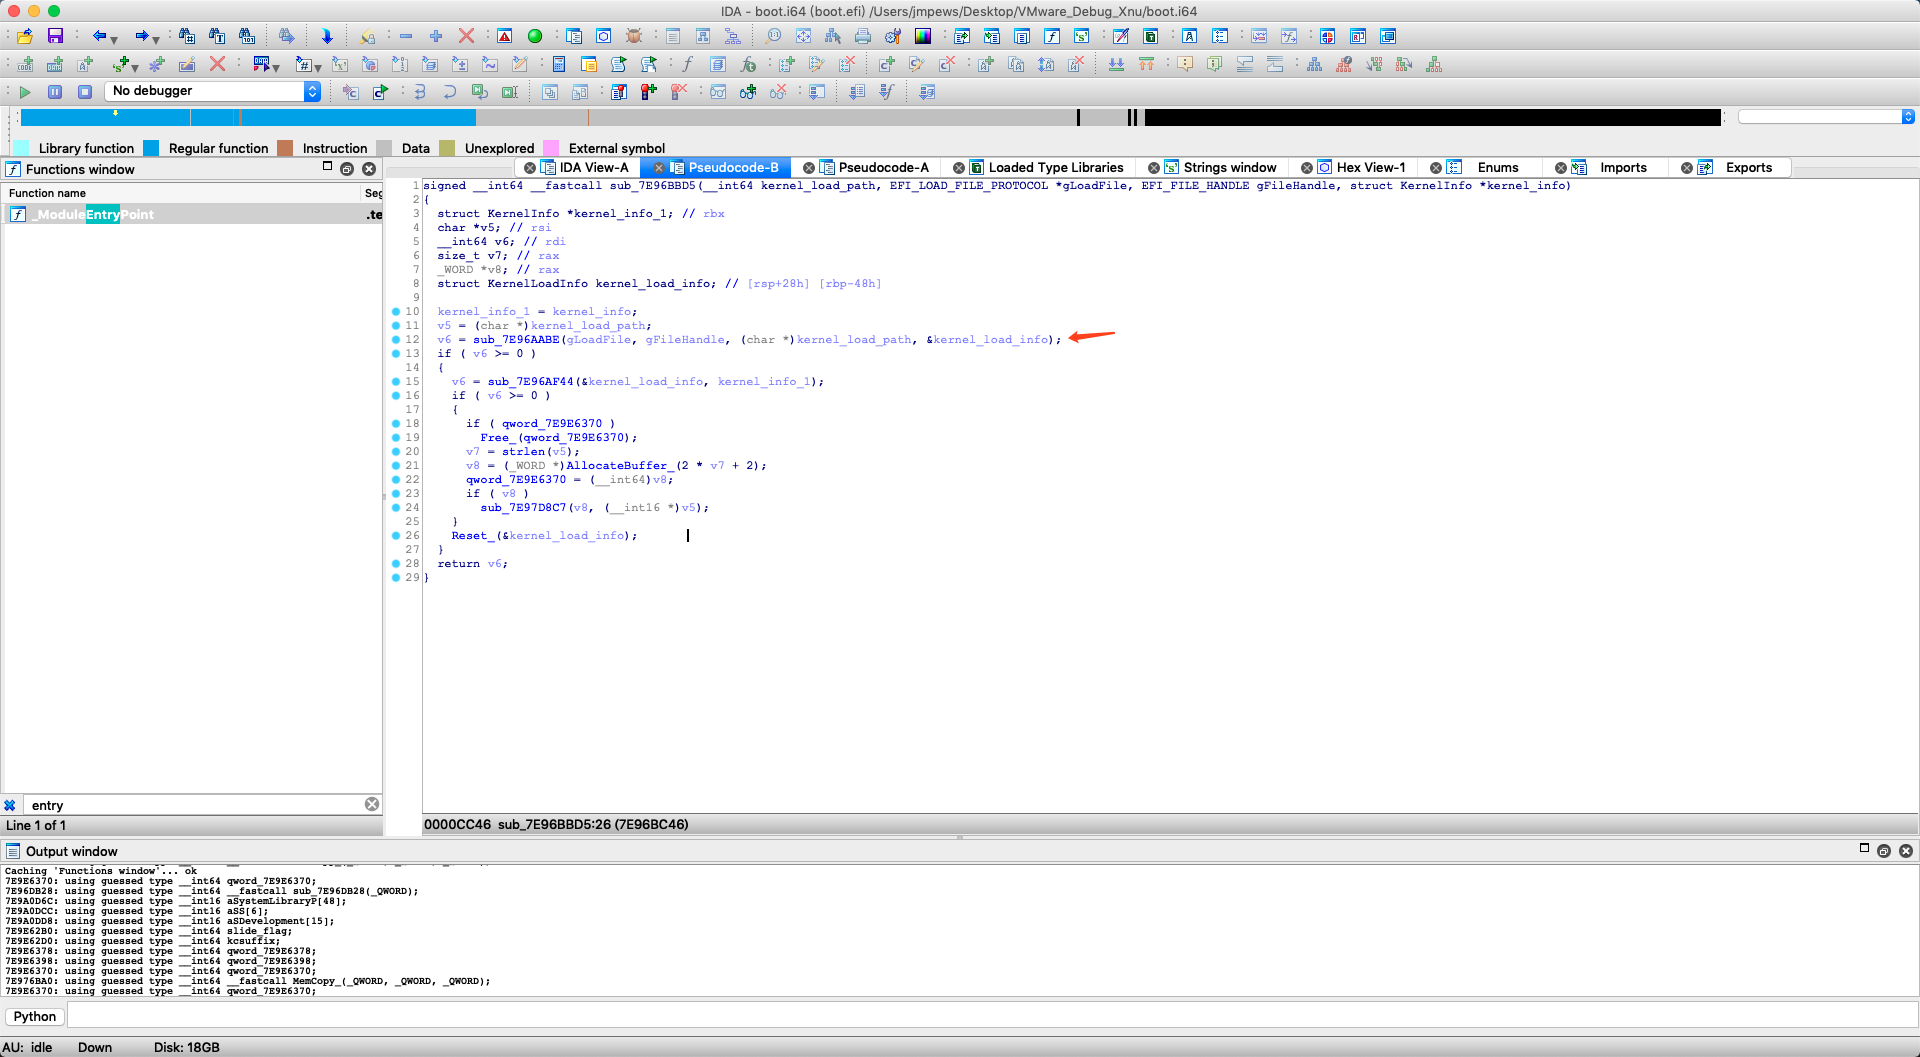 IDA - boot.i64 (boot.efi) /Users/jmpews/Desktop/VMware_Debug_Xnu/boot.i64
No debugger
Library function Regular function Instruction Data Unexplored External symbol
Functions window
IDA View-A Pseudocode-B Pseudocode-A Loaded Type Libraries Strings window Hex View-1 Enums Imports Exports
Function name Seg
_ModuleEntryPoint .te
1 signed __int64 __fastcall sub_7E96BBD5(__int64 kernel_load_path, EFI_LOAD_FILE_PROTOCOL *gLoadFile, EFI_FILE_HANDLE gFileHandle, struct KernelInfo *kernel_info)
2 {
3 struct KernelInfo *kernel_info_1; // rbx
4 char *v5; // rsi
5 __int64 v6; // rdi
6 size_t v7; // rax
7 _WORD *v8; // rax
8 struct KernelLoadInfo kernel_load_info; // [rsp+28h] [rbp-48h]
9
10 kernel_info_1 = kernel_info;
11 v5 = (char *)kernel_load_path;
12 v6 = sub_7E96AABE(gLoadFile, gFileHandle, (char *)kernel_load_path, &kernel_load_info);
13 if ( v6 >= 0 )
14 {
15 v6 = sub_7E96AF44(&kernel_load_info, kernel_info_1);
16 if ( v6 >= 0 )
17 {
18 if ( qword_7E9E6370 )
19 Free_(qword_7E9E6370);
20 v7 = strlen(v5);
21 v8 = (_WORD *)AllocateBuffer_(2 * v7 + 2);
22 qword_7E9E6370 = (__int64)v8;
23 if ( v8 )
24 sub_7E97D8C7(v8, (__int16 *)v5);
25 }
26 Reset_(&kernel_load_info);
27 }
28 return v6;
29 }
entry
Line 1 of 1
0000CC46 sub_7E96BBD5:26 (7E96BC46)
Output window
Caching 'Functions window'... ok
7E9E6370: using guessed type __int64 qword_7E9E6370;
7E96DB28: using guessed type __int64 __fastcall sub_7E96DB28(_QWORD);
7E9A0D6C: using guessed type __int16 aSystemLibraryP[48];
7E9A0DCC: using guessed type __int16 aSS[6];
7E9A0DD8: using guessed type __int16 aSDevelopment[15];
7E9E62B0: using guessed type __int64 slide_flag;
7E9E62D0: using guessed type __int64 kcsuffix;
7E9E6378: using guessed type __int64 qword_7E9E6378;
7E9E6398: using guessed type __int64 qword_7E9E6398;
7E9E6370: using guessed type __int64 qword_7E9E6370;
7E976BA0: using guessed type __int64 __fastcall MemCopy_(_QWORD, _QWORD, _QWORD);
7E9E6370: using guessed type __int64 qword_7E9E6370;
Python
AU: idle Down Disk: 18GB